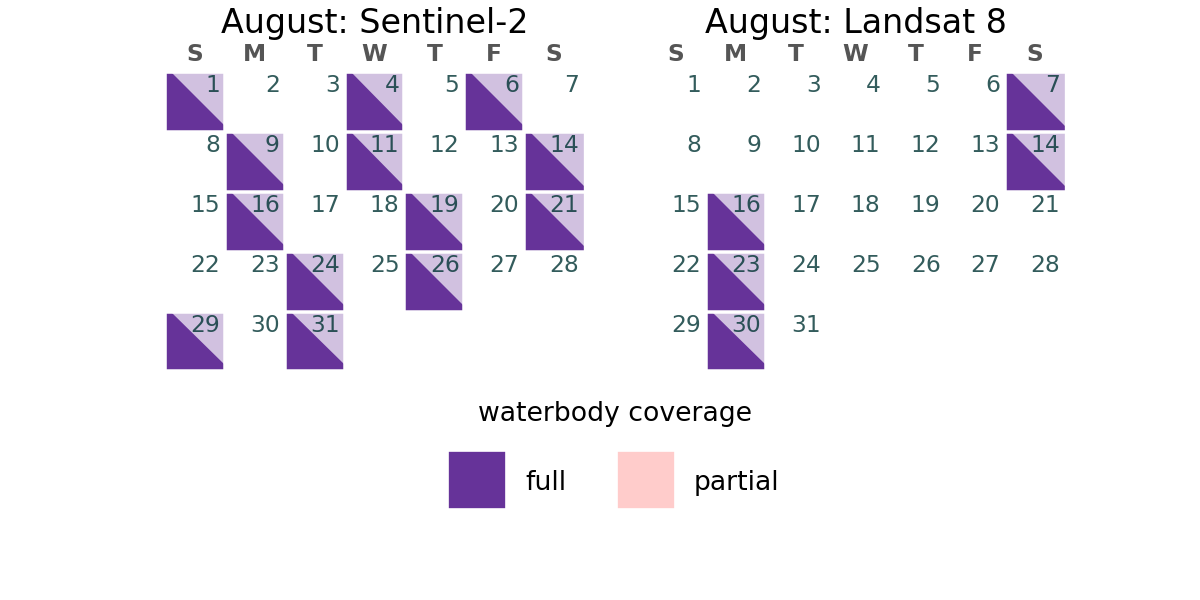 August: Sentinel-2
S M T W T F S
1 2 3 4 5 6 7
8 9 10 11 12 13 14
15 16 17 18 19 20 21
22 23 24 25 26 27 28
29 30 31
August: Landsat 8
S M T W T F S
1 2 3 4 5 6 7
8 9 10 11 12 13 14
15 16 17 18 19 20 21
22 23 24 25 26 27 28
29 30 31
waterbody coverage
full
partial